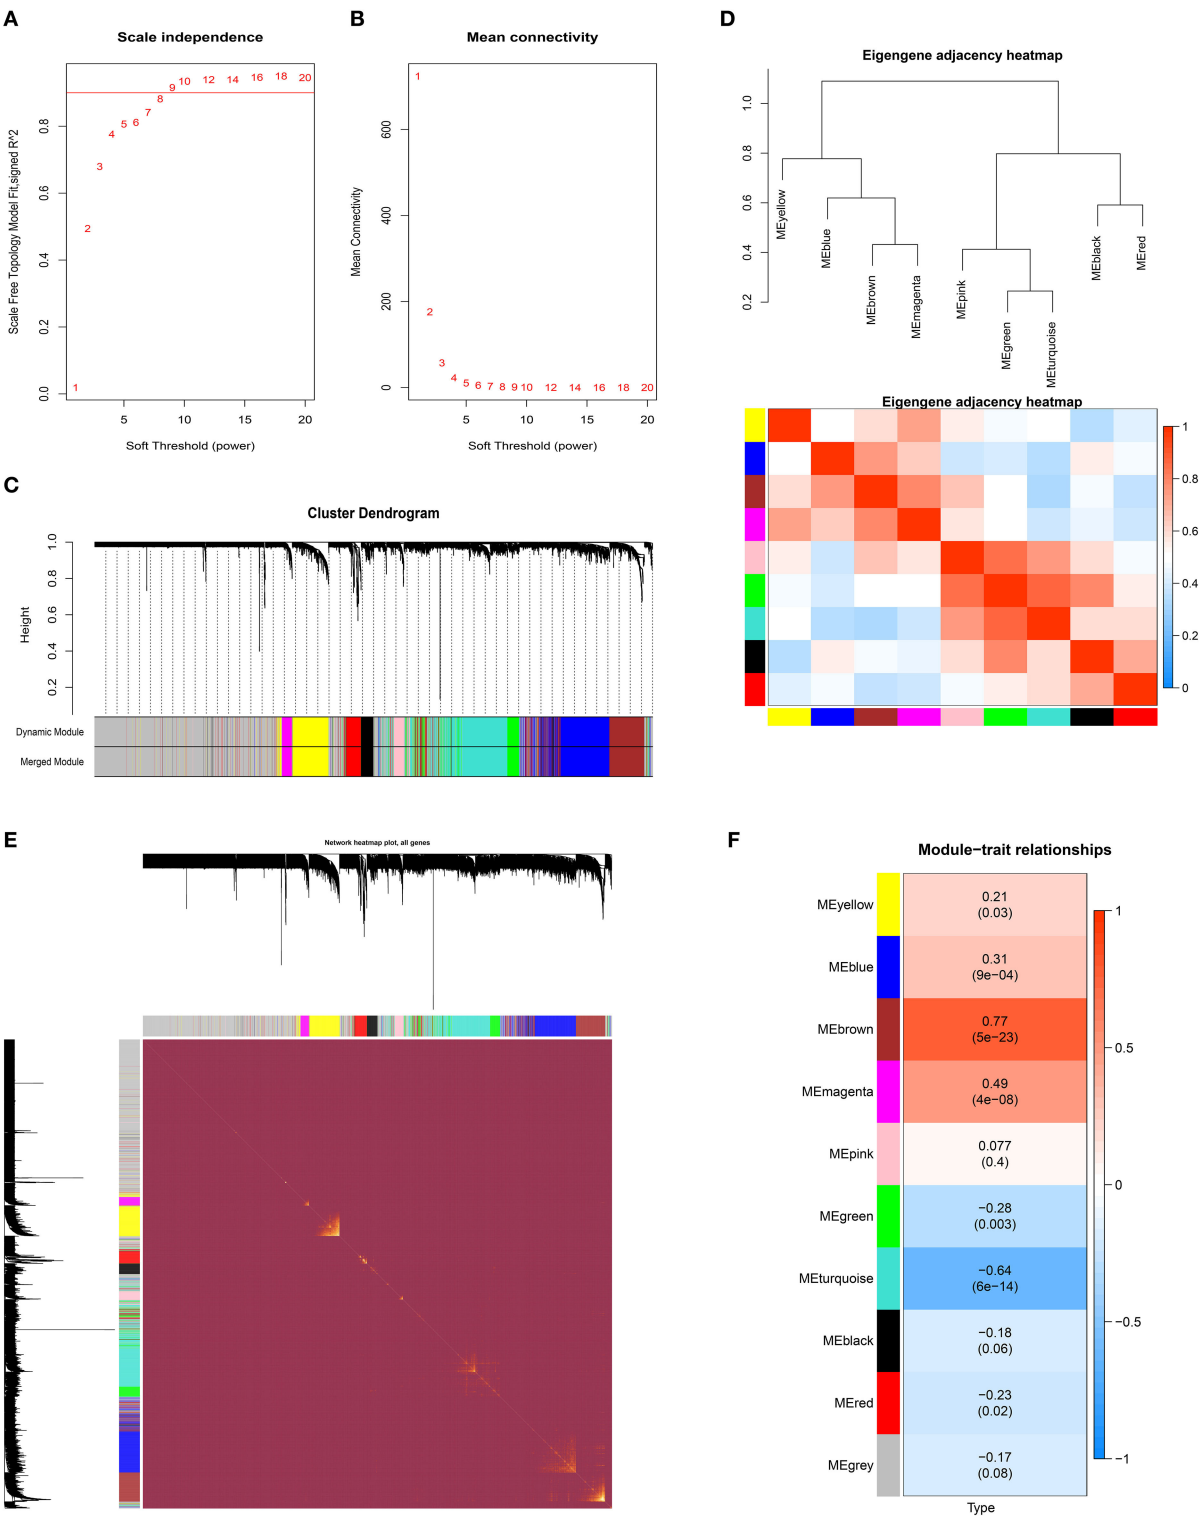 A
Scale independence
Scale Free Topology Model Fit,signed R^2
0.0
0.2
0.4
0.6
0.8
1
2
3
4
5
6
7
8
9
10
12
14
16
18
20
5
10
15
20
Soft Threshold (power)
B
Mean connectivity
Mean Connectivity
0
200
400
600
1
2
3
4
5
6
7
8
9
10
12
14
16
18
20
5
10
15
20
Soft Threshold (power)
C
Cluster Dendrogram
Height
1.0
0.8
0.6
0.4
0.2
Dynamic Module
Merged Module
D
Eigengene adjacency heatmap
1.0
0.8
0.6
0.4
0.2
MEyellow
MEblue
MEbrown
MEmagenta
MEpink
MEgreen
MEturquoise
MEblack
MEred
Eigengene adjacency heatmap
1
0.8
0.6
0.4
0.2
0
E
Network heatmap plot, all genes
F
Module−trait relationships
MEyellow
0.21
(0.03)
MEblue
0.31
(9e−04)
MEbrown
0.77
(5e−23)
MEmagenta
0.49
(4e−08)
MEpink
0.077
(0.4)
MEgreen
−0.28
(0.003)
MEturquoise
−0.64
(6e−14)
MEblack
−0.18
(0.06)
MEred
−0.23
(0.02)
MEgrey
−0.17
(0.08)
1
0.5
0
−0.5
−1
Type